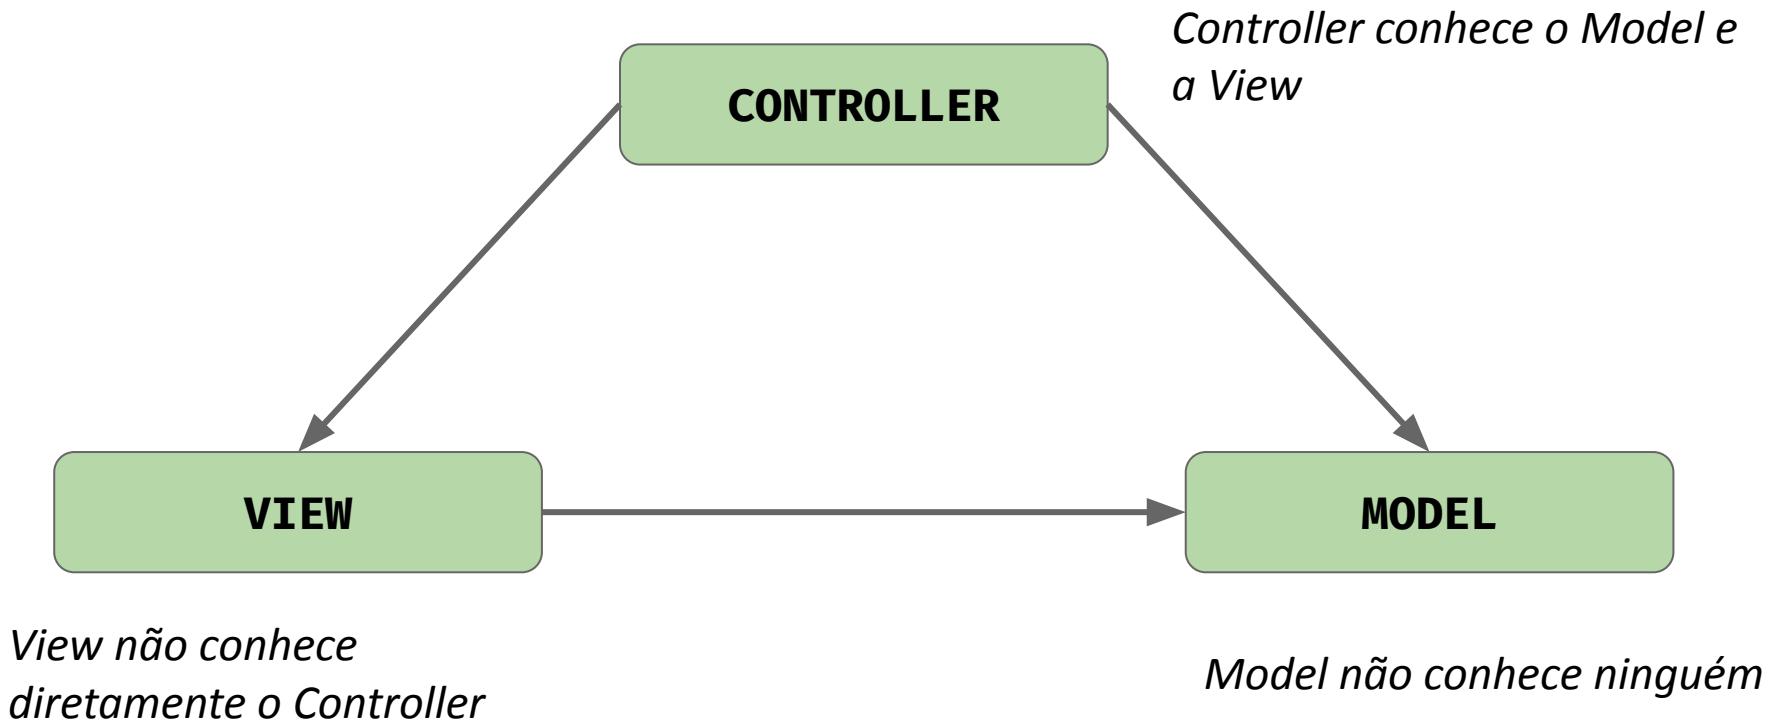 Controller conhece o Model e
a View
CONTROLLER
VIEW
MODEL
View não conhece
diretamente o Controller
Model não conhece ninguém